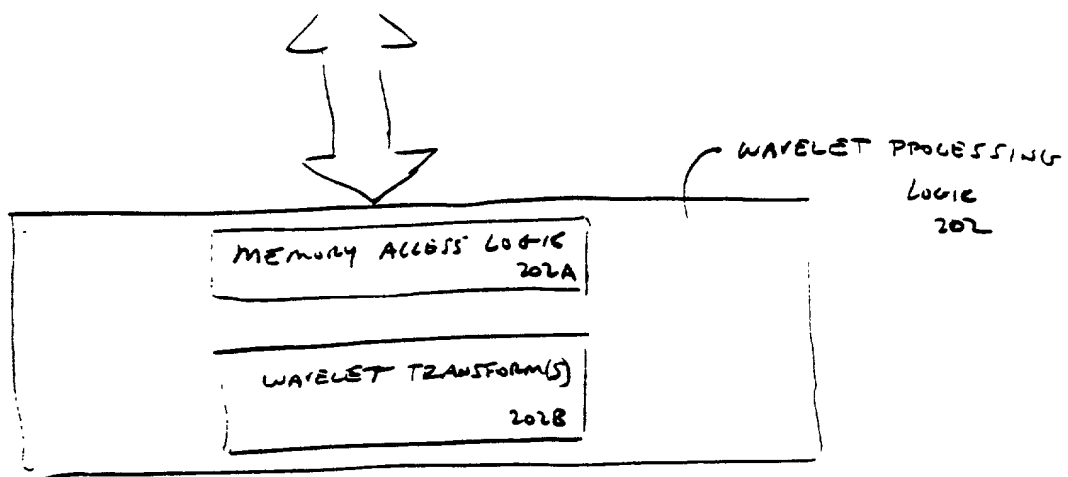 WAVELET PROCESSING
LOGIC
202
MEMORY ACCESS LOGIC
202A
WAVELET TRANSFORM(S)
202B